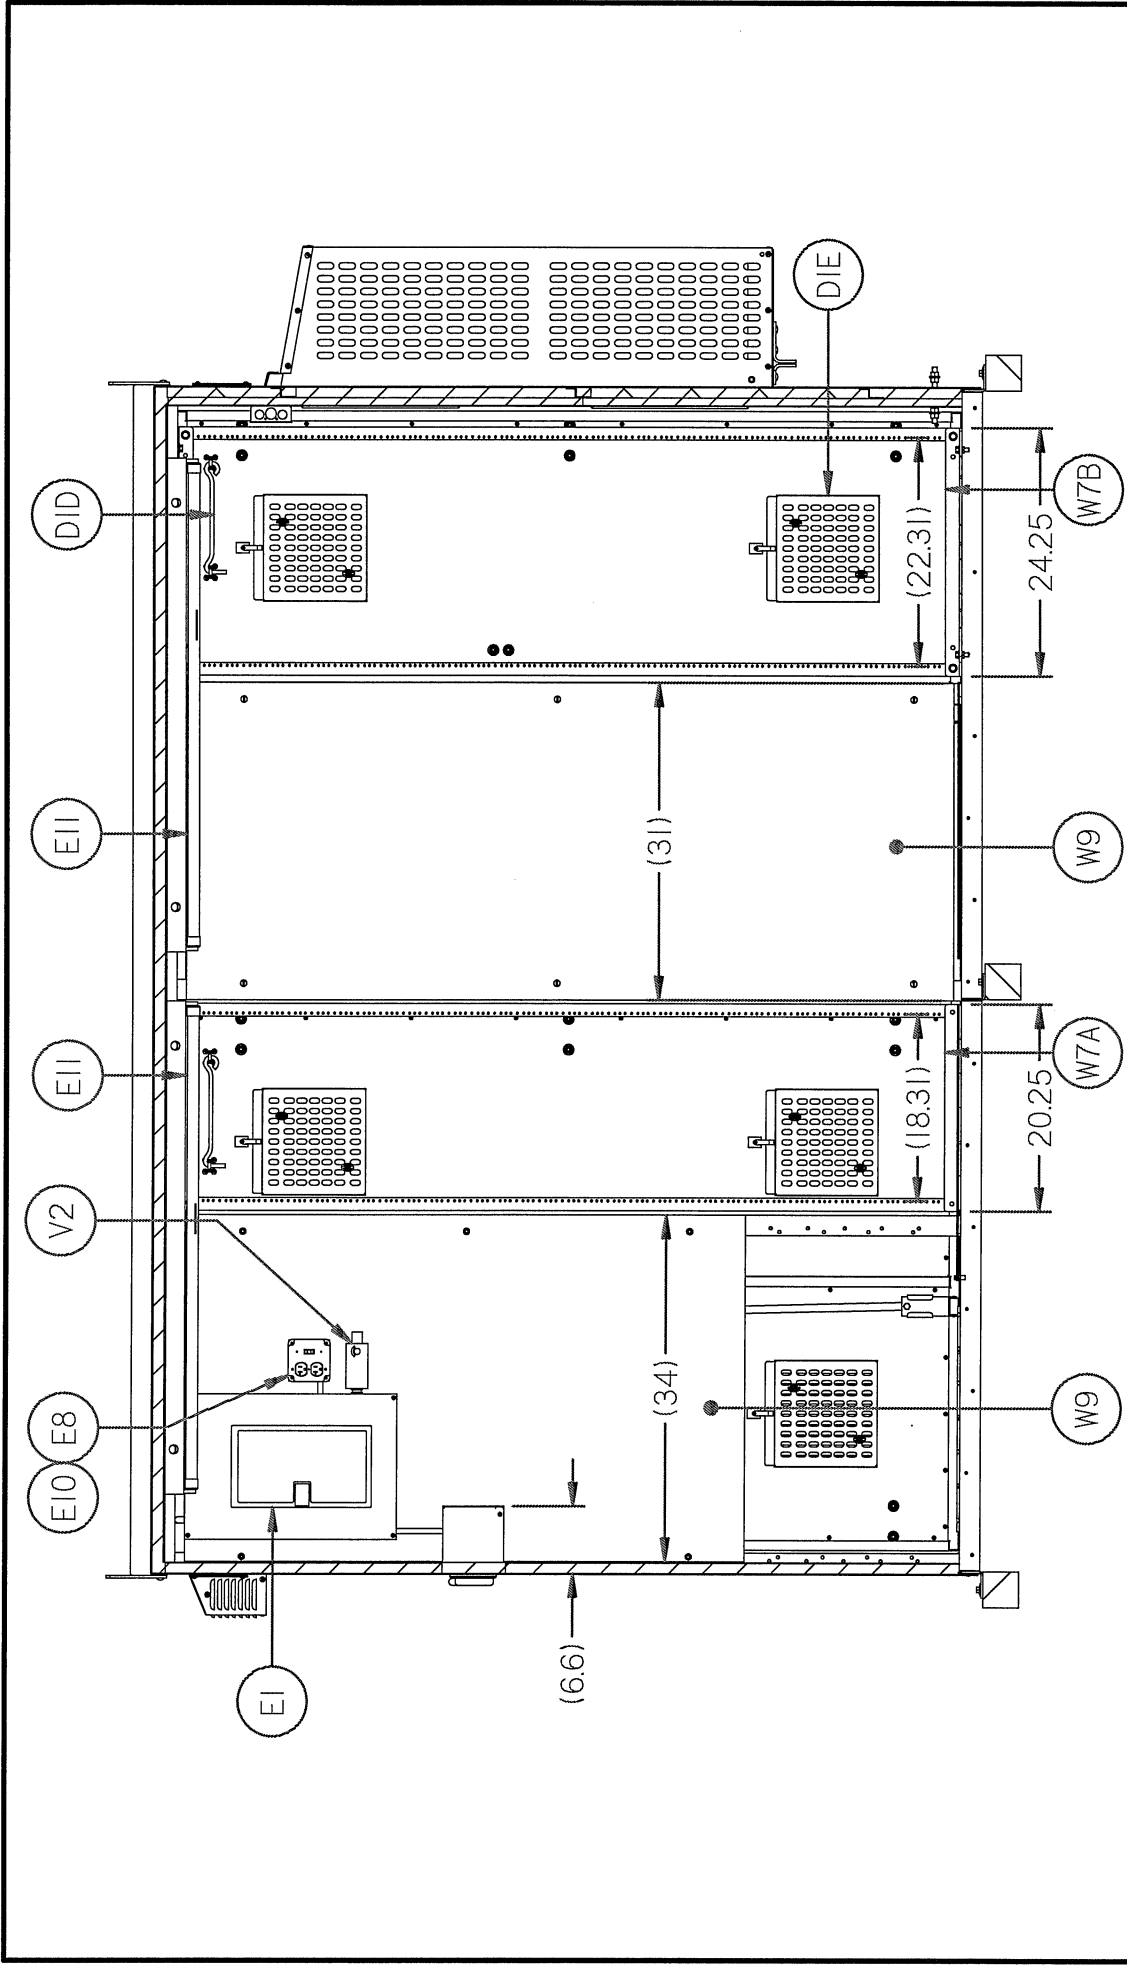 E10
E8
V2
E11
E11
D1D
E1
(6.6)
(34)
(31)
D1E
(18.31)
(22.31)
20.25
24.25
W9
W7A
W9
W7B